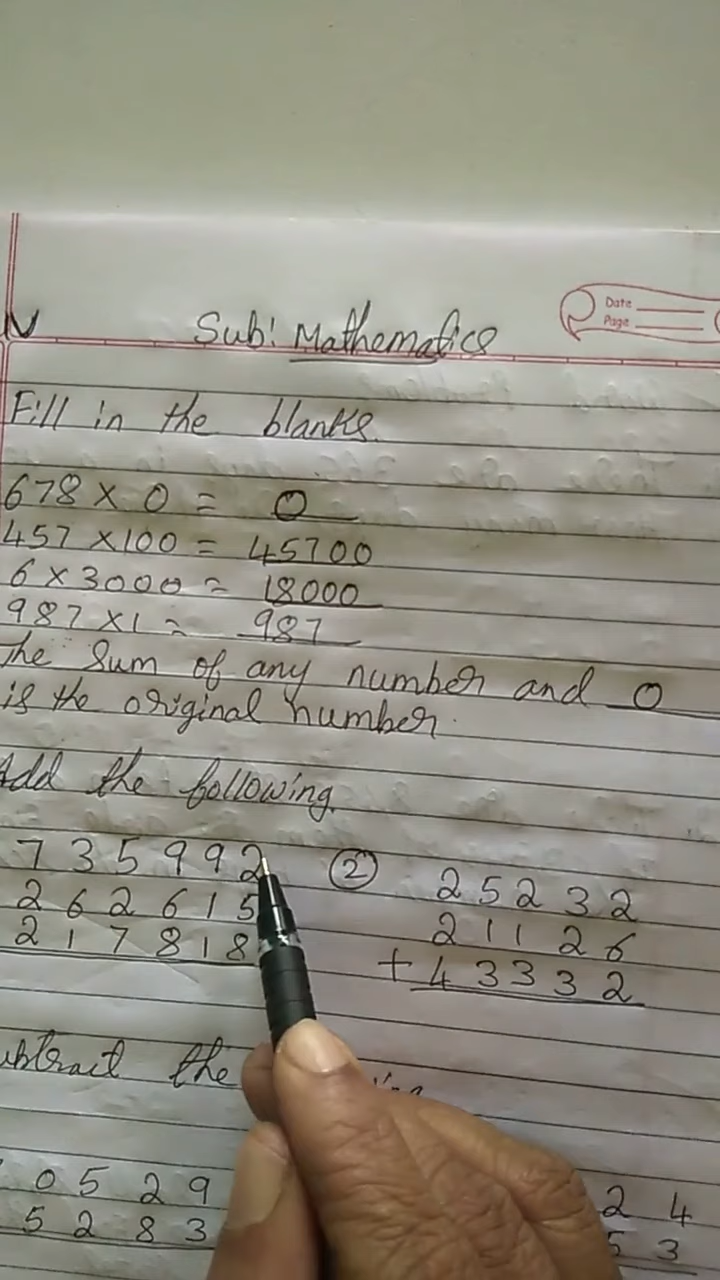 N
Sub: Mathematics
Date
Page
Fill in the blanks.
678 × 0 = 0
457 ×100 = 45700
6 × 3000 = 18000
987 ×1 = 987
The Sum of any number and 0
is the original number.
Add the following.
735992
262615
217818
② 25232
21126
+ 43332
the
0529
5283
24
53